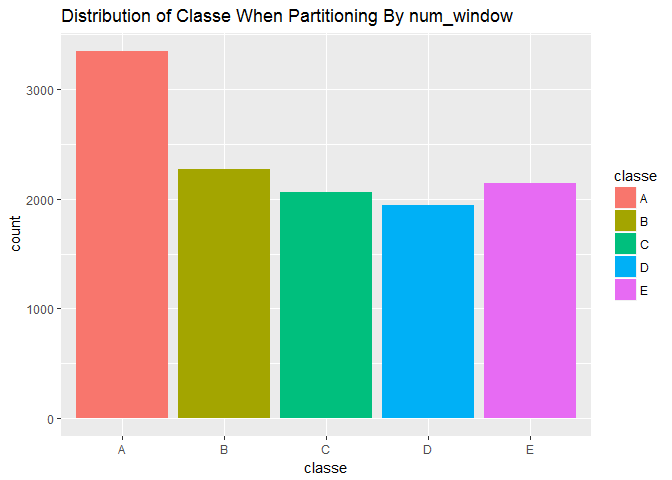 Distribution of Classe When Partitioning By num_window
count
3000
2000
1000
0
A B C D E
classe
classe
A
B
C
D
E